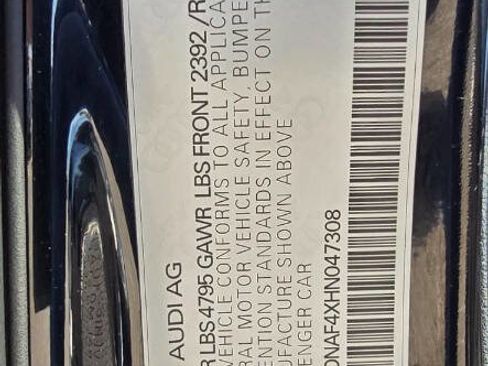 AUDI AG
R LBS 4795 GAWR LBS FRONT 2392 /R
VEHICLE CONFORMS TO ALL APPLICA
RAL MOTOR VEHICLE SAFETY, BUMPE
ENTION STANDARDS IN EFFECT ON TH
UFACTURE SHOWN ABOVE
ENGER CAR
DNAF4XHN047308